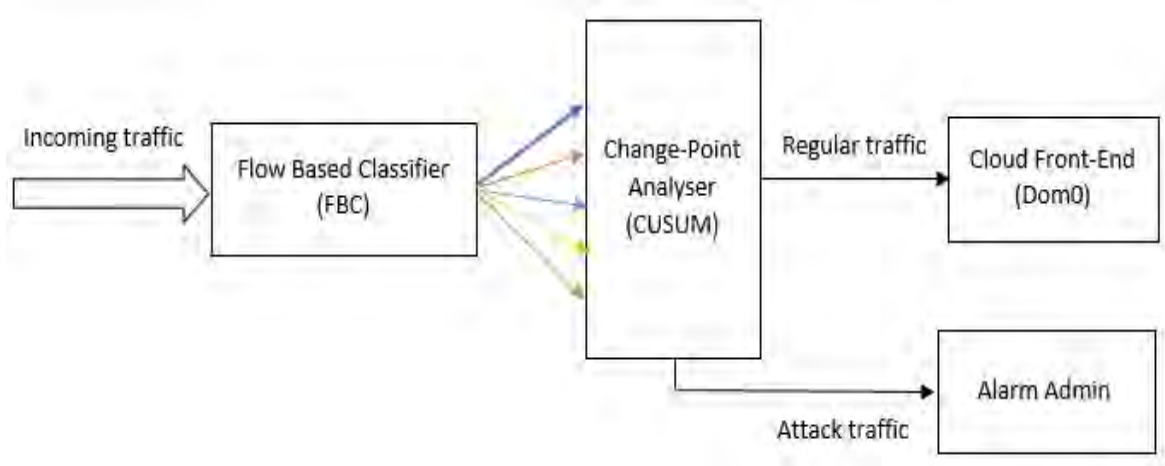 Incoming traffic
Flow Based Classifier
(FBC)
Change-Point
Analyser
(CUSUM)
Regular traffic
Cloud Front-End
(Dom0)
Alarm Admin
Attack traffic